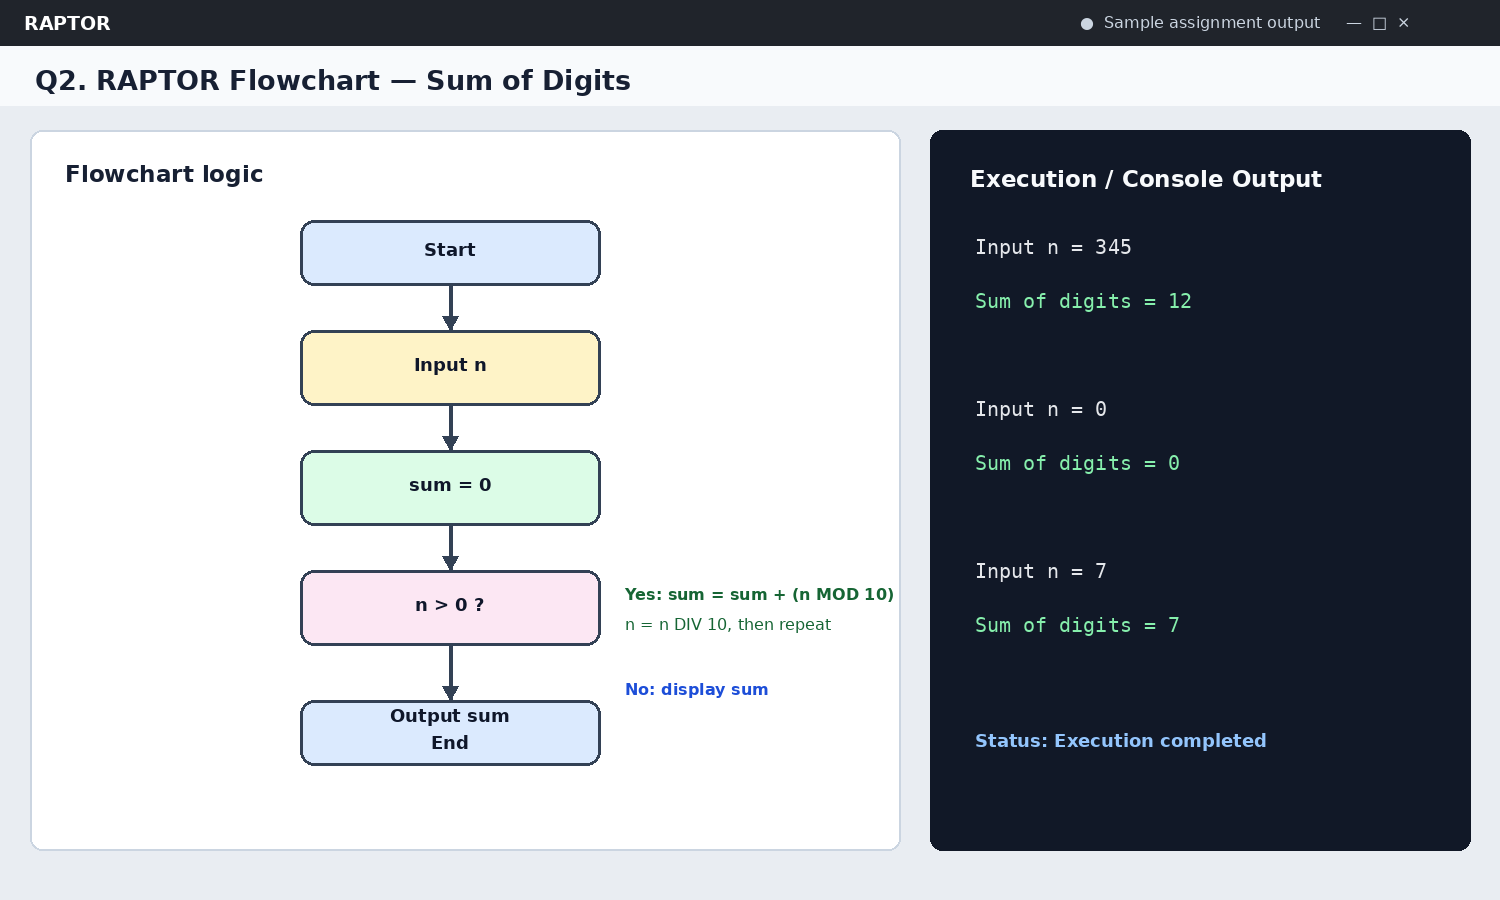 RAPTOR
● Sample assignment output — □ ×
Q2. RAPTOR Flowchart — Sum of Digits
Flowchart logic
Start
Input n
sum = 0
n > 0 ?
Yes: sum = sum + (n MOD 10)
n = n DIV 10, then repeat
No: display sum
Output sum
End
Execution / Console Output
Input n = 345
Sum of digits = 12
Input n = 0
Sum of digits = 0
Input n = 7
Sum of digits = 7
Status: Execution completed